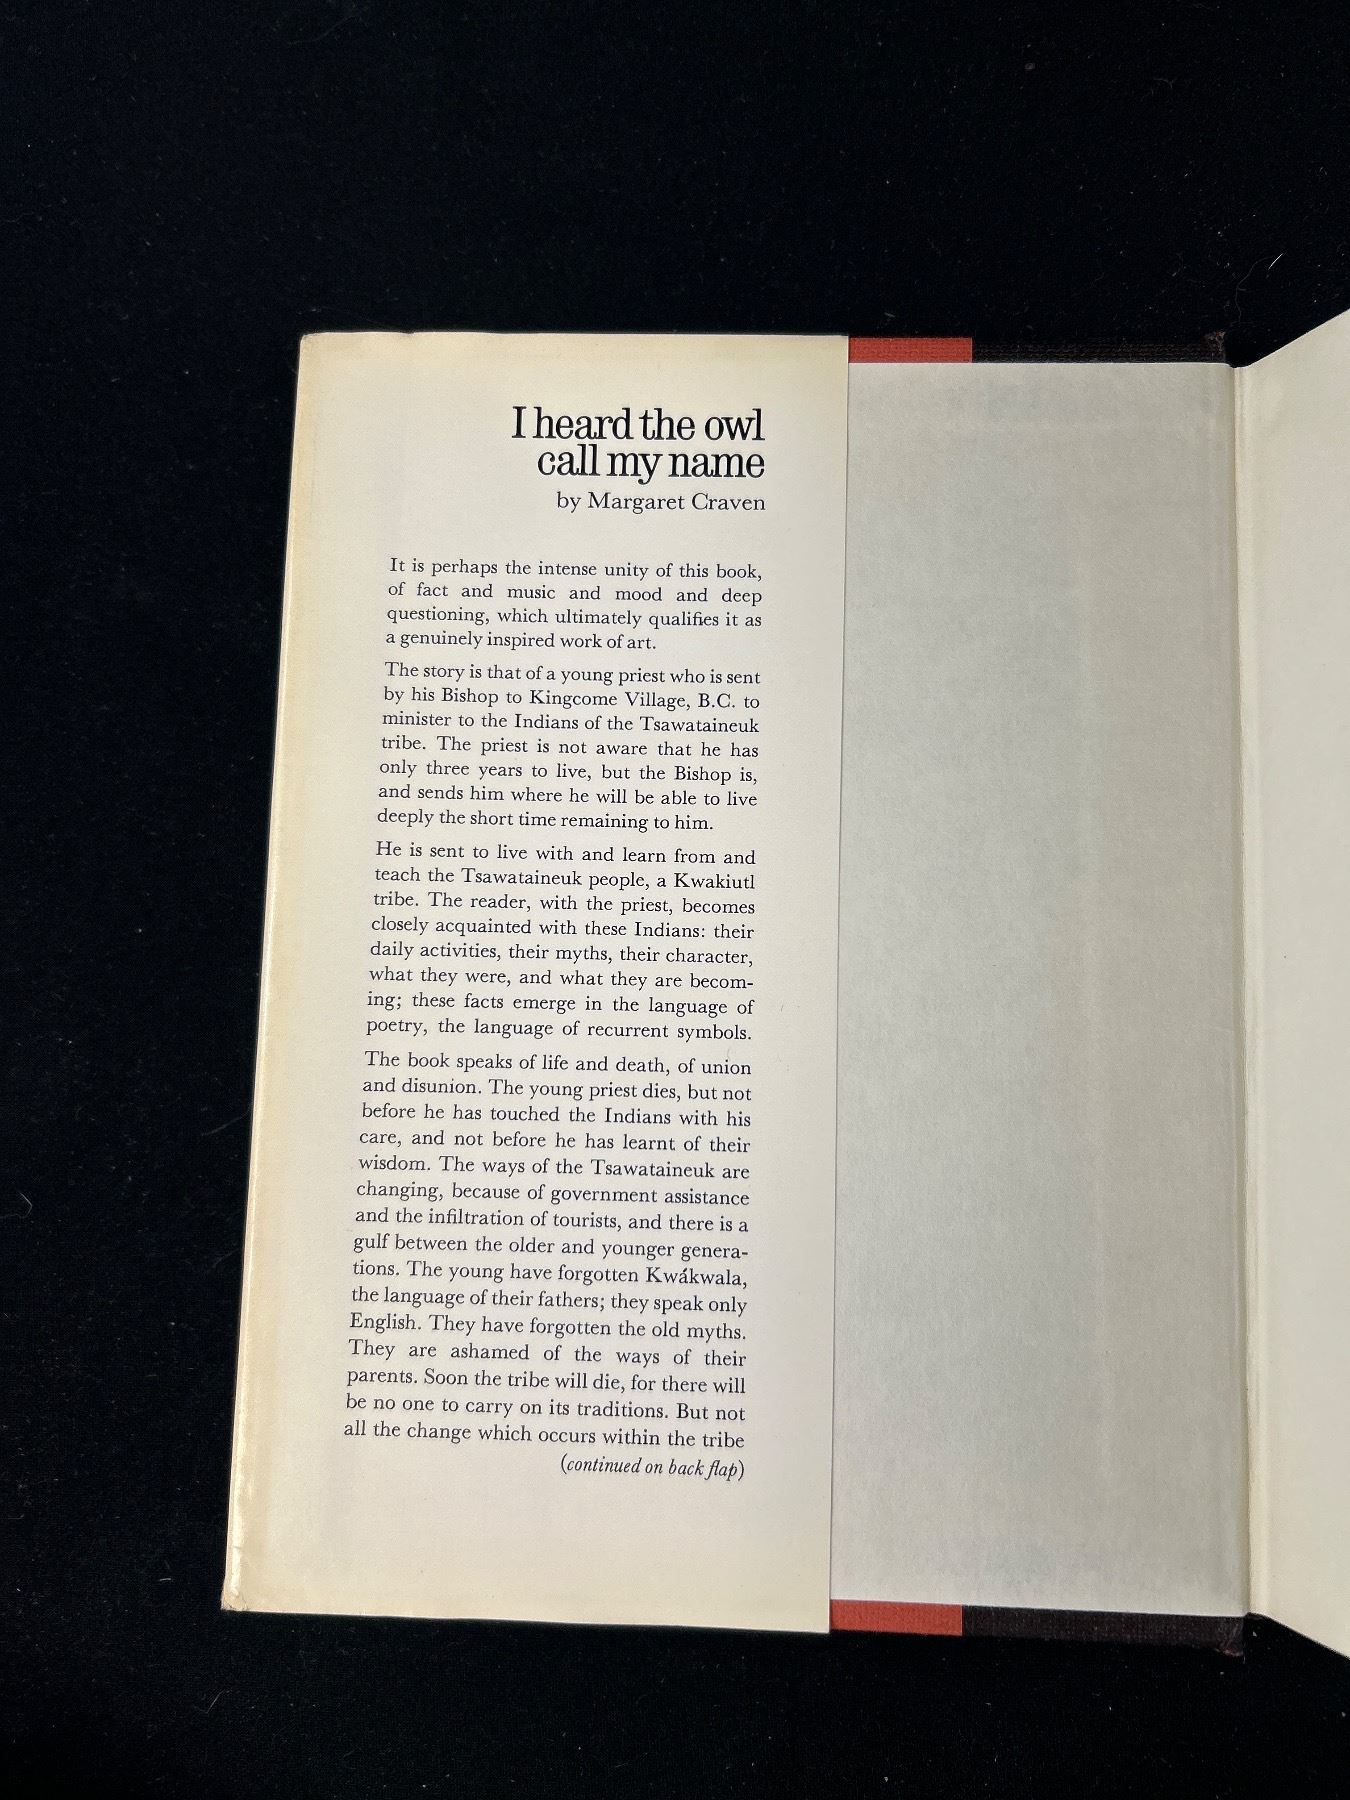 I heard the owl
call my name
by Margaret Craven
It is perhaps the intense unity of this book,
of fact and music and mood and deep
questioning, which ultimately qualifies it as
a genuinely inspired work of art.
The story is that of a young priest who is sent
by his Bishop to Kingcome Village, B.C. to
minister to the Indians of the Tsawataineuk
tribe. The priest is not aware that he has
only three years to live, but the Bishop is,
and sends him where he will be able to live
deeply the short time remaining to him.
He is sent to live with and learn from and
teach the Tsawataineuk people, a Kwakiutl
tribe. The reader, with the priest, becomes
closely acquainted with these Indians: their
daily activities, their myths, their character,
what they were, and what they are becom-
ing; these facts emerge in the language of
poetry, the language of recurrent symbols.
The book speaks of life and death, of union
and disunion. The young priest dies, but not
before he has touched the Indians with his
care, and not before he has learnt of their
wisdom. The ways of the Tsawataineuk are
changing, because of government assistance
and the infiltration of tourists, and there is a
gulf between the older and younger genera-
tions. The young have forgotten Kwákwala,
the language of their fathers; they speak only
English. They have forgotten the old myths.
They are ashamed of the ways of their
parents. Soon the tribe will die, for there will
be no one to carry on its traditions. But not
all the change which occurs within the tribe
(continued on back flap)